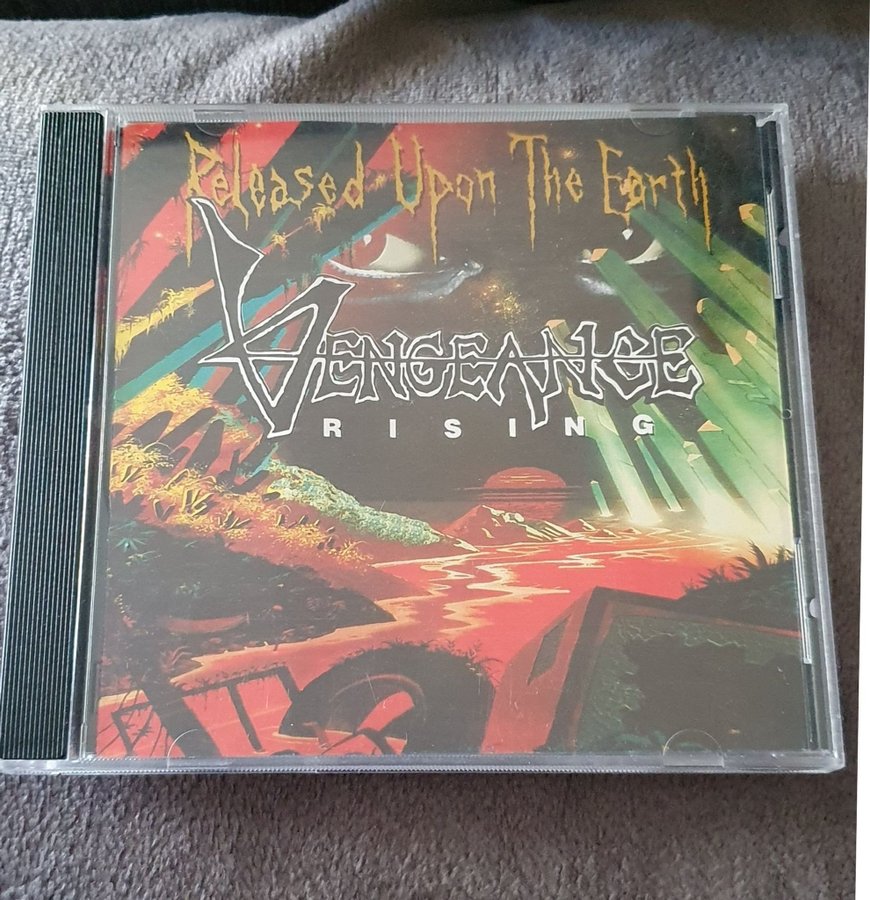 Released Upon The Earth
VENGEANCE
RISING